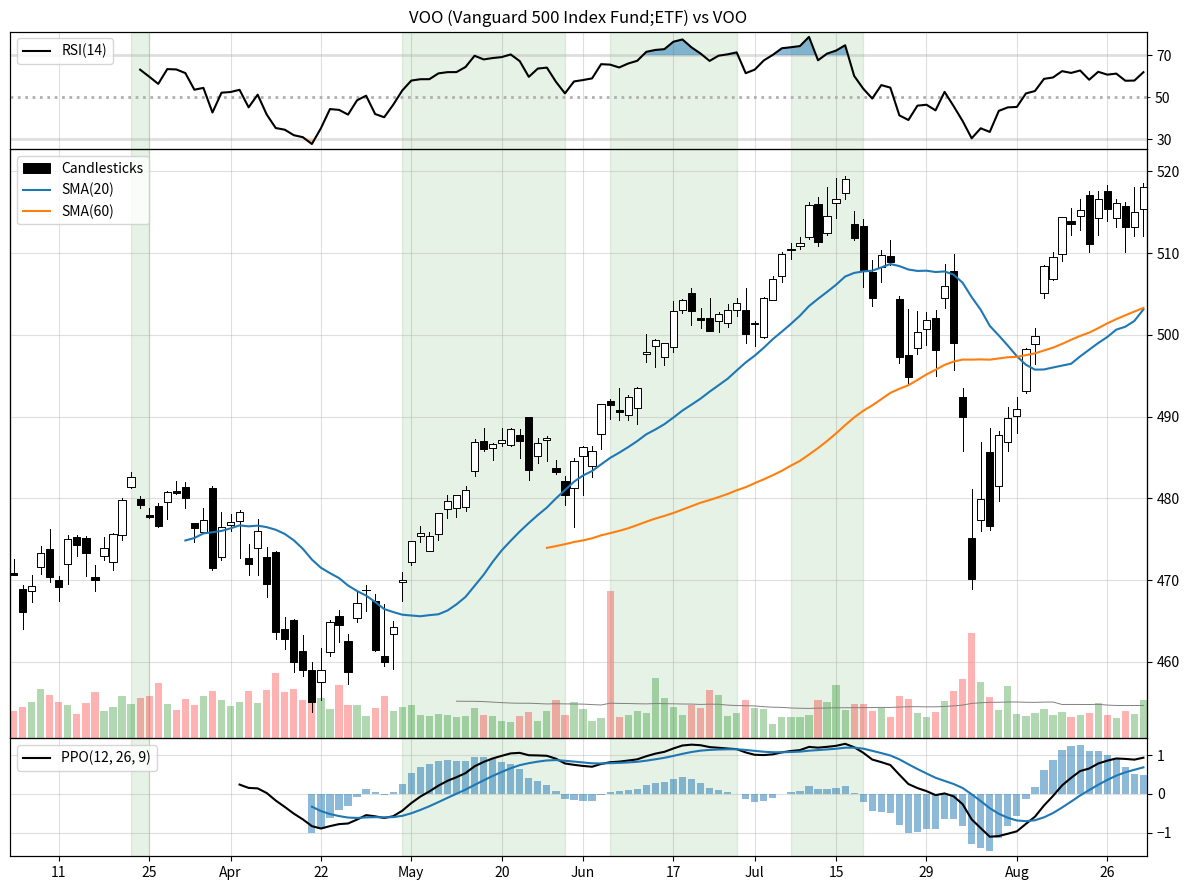 VOO (Vanguard 500 Index Fund;ETF) vs VOO
RSI(14)
70
50
30
Candlesticks
SMA(20)
SMA(60)
520
510
500
490
480
470
460
PPO(12, 26, 9)
1
0
−1
11 25 Apr 22 May 20 Jun 17 Jul 15 29 Aug 26